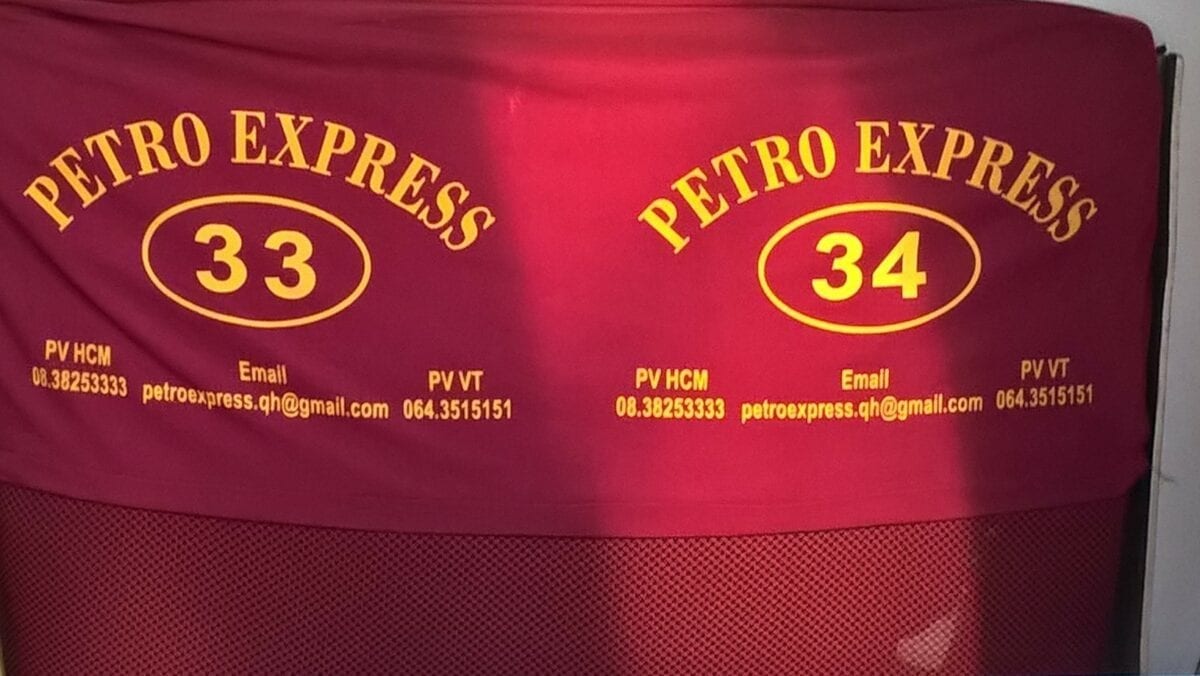 PETRO EXPRESS
33
PV HCM
08.38253333
Email
petroexpress.qh@gmail.com
PV VT
064.3515151
PETRO EXPRESS
34
PV HCM
08.38253333
Email
petroexpress.qh@gmail.com
PV VT
064.3515151